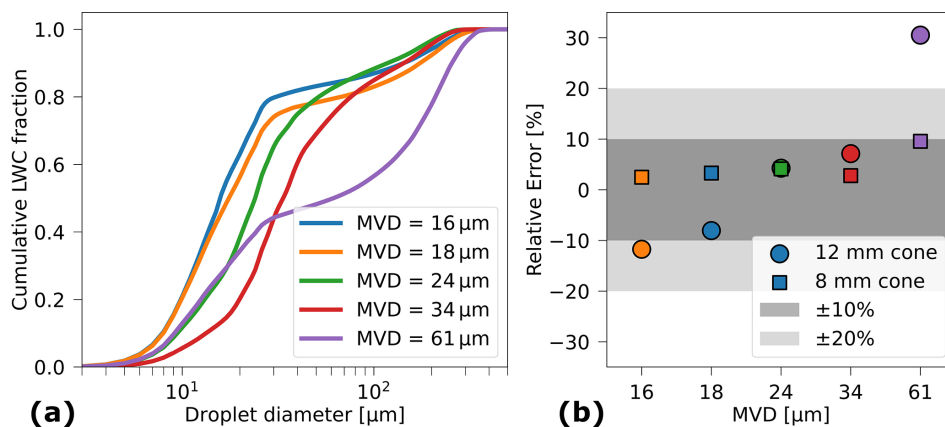 Cumulative LWC fraction
1.0
0.8
0.6
0.4
0.2
0.0
MVD = 16 µm
MVD = 18 µm
MVD = 24 µm
MVD = 34 µm
MVD = 61 µm
10¹
10²
Droplet diameter [µm]
(a)
Relative Error [%]
30
20
10
0
−10
−20
−30
12 mm cone
8 mm cone
±10%
±20%
16
18
24
34
61
MVD [µm]
(b)